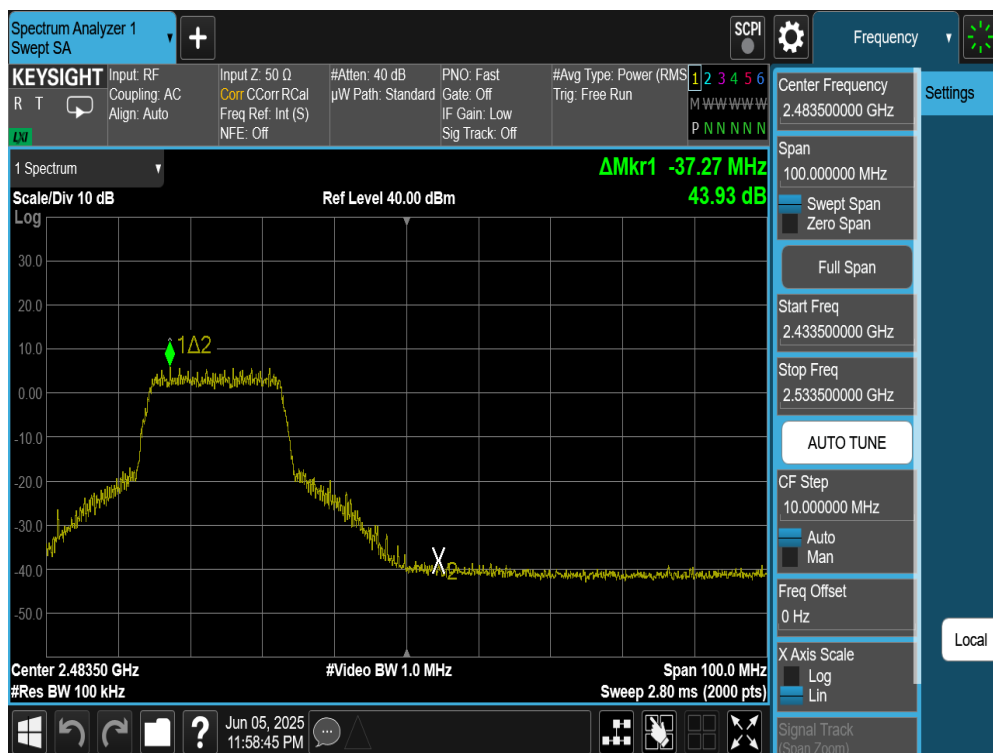 Spectrum Analyzer 1
Swept SA
+
SCPI
Frequency
KEYSIGHT
R T
LXI
Input: RF
Coupling: AC
Align: Auto
Input Z: 50 Ω
Corr CCorr RCal
Freq Ref: Int (S)
NFE: Off
#Atten: 40 dB
µW Path: Standard
PNO: Fast
Gate: Off
IF Gain: Low
Sig Track: Off
#Avg Type: Power (RMS
Trig: Free Run
1 2 3 4 5 6
M W W W W W
P N N N N N
Center Frequency
2.483500000 GHz
Settings
1 Spectrum
ΔMkr1 -37.27 MHz
Scale/Div 10 dB
Ref Level 40.00 dBm
43.93 dB
Span
100.000000 MHz
Swept Span
Zero Span
Full Span
Log
30.0
20.0
10.0
0.00
-10.0
-20.0
-30.0
-40.0
-50.0
1Δ2
X2
Start Freq
2.433500000 GHz
Stop Freq
2.533500000 GHz
AUTO TUNE
CF Step
10.000000 MHz
Auto
Man
Freq Offset
0 Hz
Local
X Axis Scale
Log
Lin
Signal Track
(Span Zoom)
Center 2.48350 GHz
#Video BW 1.0 MHz
Span 100.0 MHz
#Res BW 100 kHz
Sweep 2.80 ms (2000 pts)
?
Jun 05, 2025
11:58:45 PM